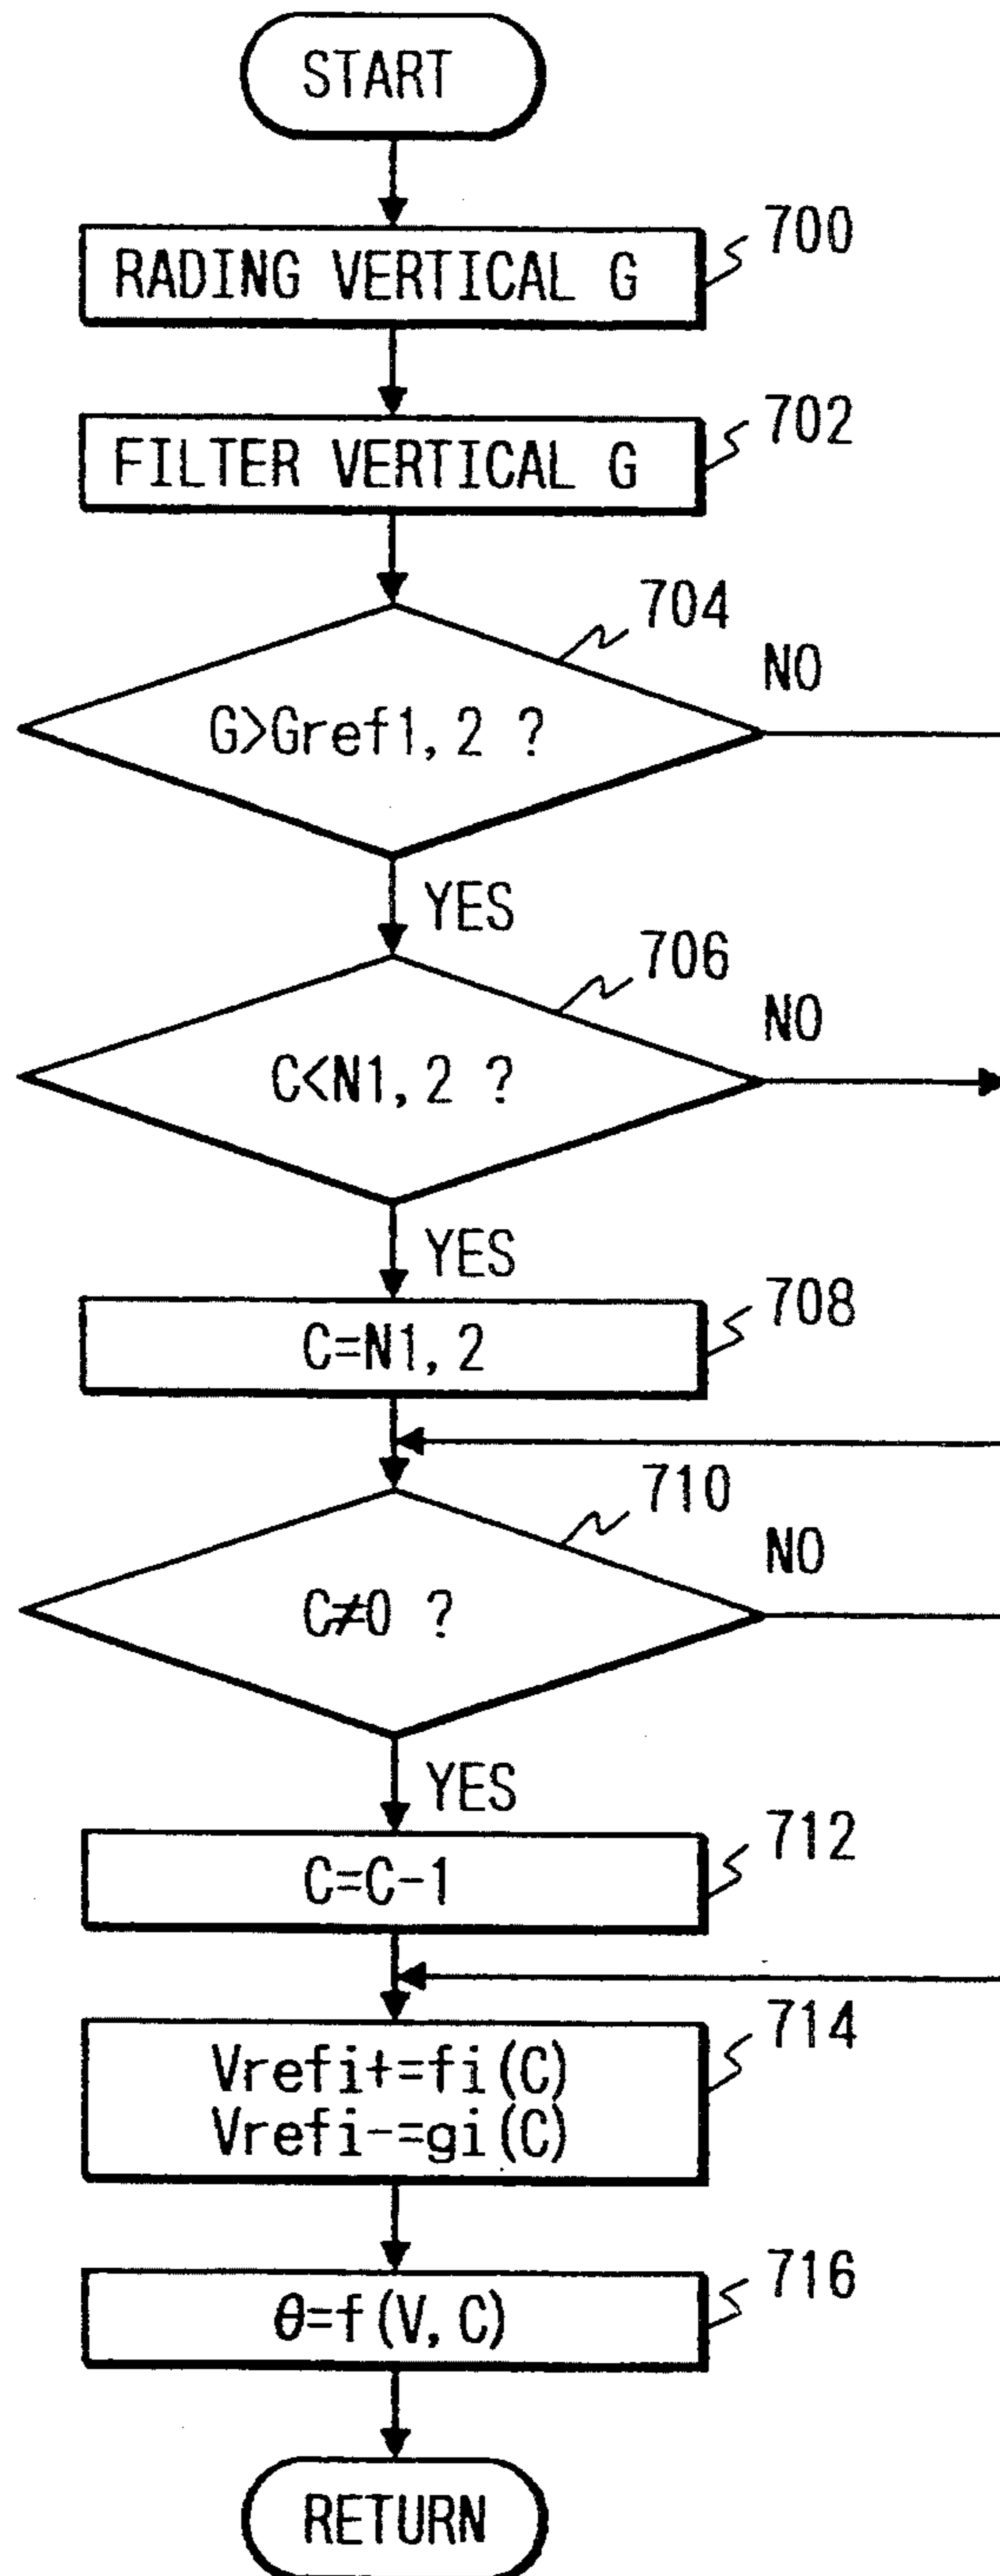 START
RADING VERTICAL G
700
FILTER VERTICAL G
702
704
G>Gref1,2 ?
NO
YES
706
C<N1,2 ?
NO
YES
C=N1,2
708
710
C≠0 ?
NO
YES
C=C-1
712
Vrefi+=fi(C)
Vrefi-=gi(C)
714
θ=f(V,C)
716
RETURN